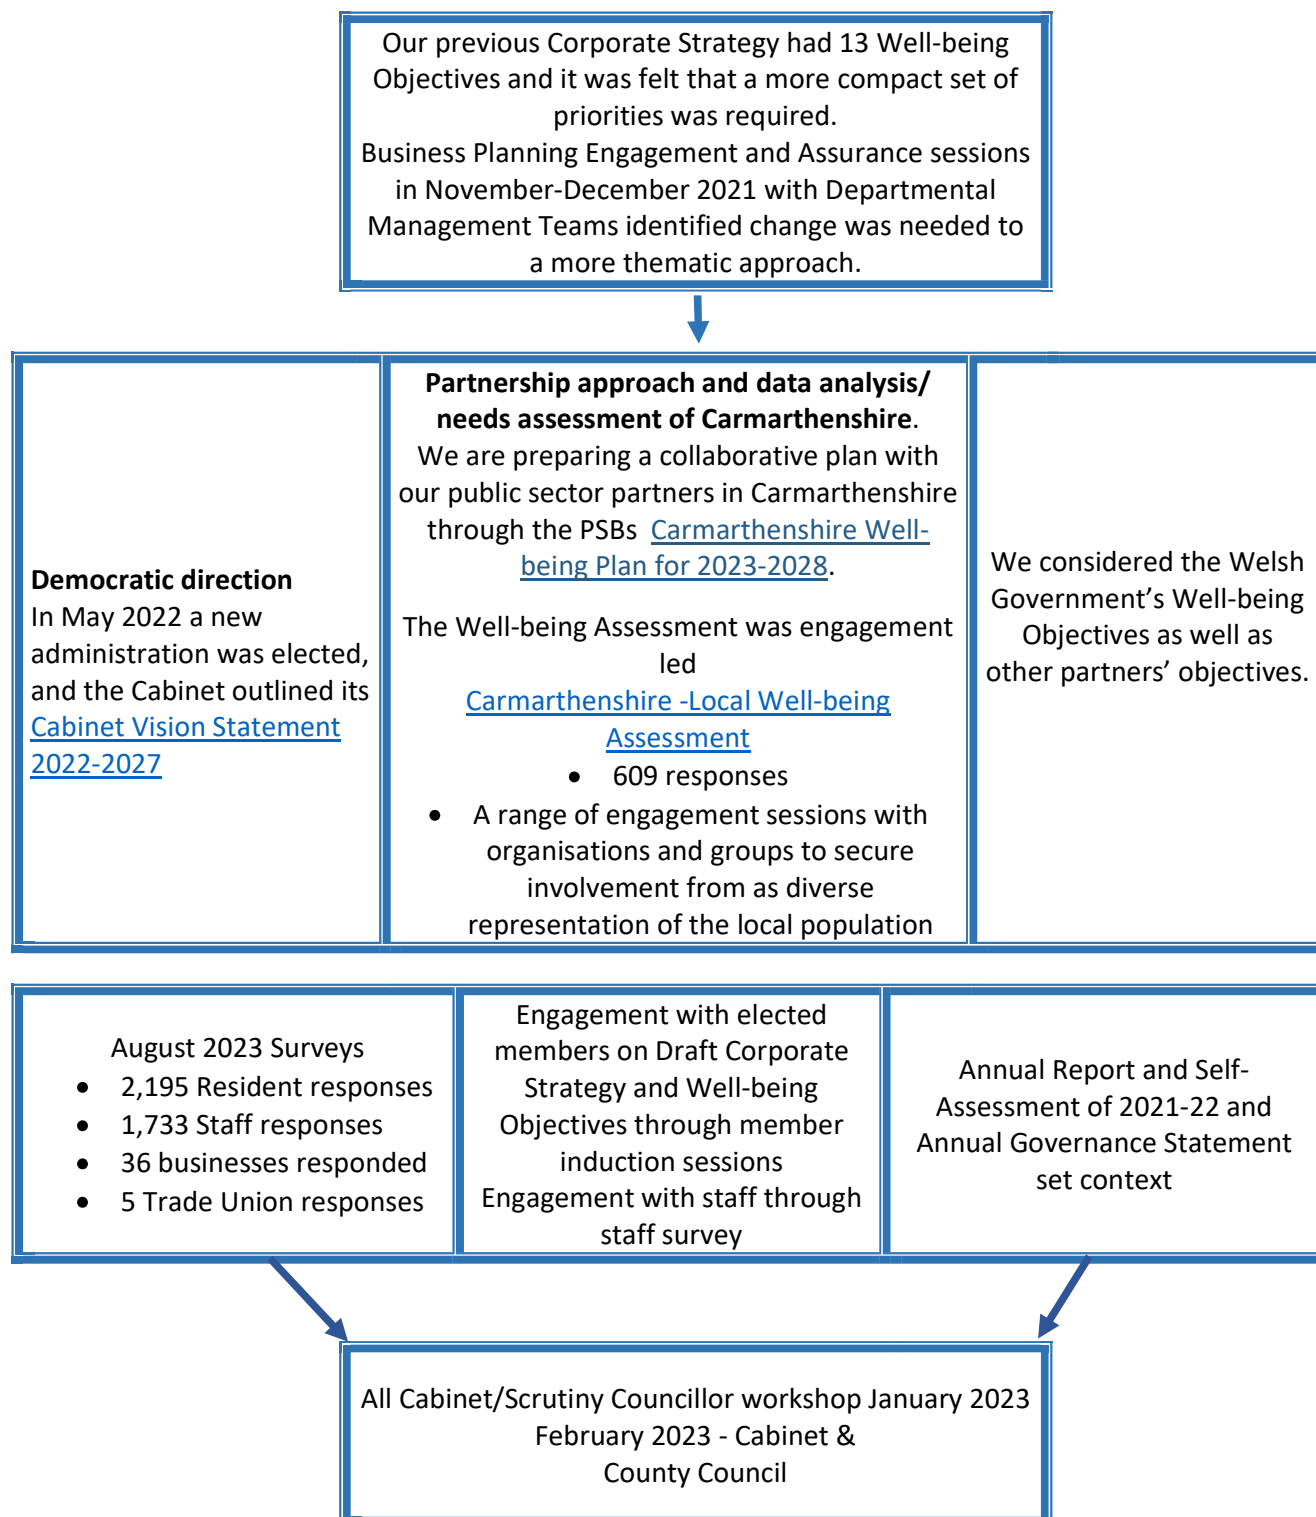 Our previous Corporate Strategy had 13 Well-being
Objectives and it was felt that a more compact set of
priorities was required.
Business Planning Engagement and Assurance sessions
in November-December 2021 with Departmental
Management Teams identified change was needed to
a more thematic approach.
Democratic direction
In May 2022 a new
administration was elected,
and the Cabinet outlined its
Cabinet Vision Statement
2022-2027
Partnership approach and data analysis/
needs assessment of Carmarthenshire.
We are preparing a collaborative plan with
our public sector partners in Carmarthenshire
through the PSBs Carmarthenshire Well-
being Plan for 2023-2028.
The Well-being Assessment was engagement
led
Carmarthenshire -Local Well-being
Assessment
• 609 responses
• A range of engagement sessions with
organisations and groups to secure
involvement from as diverse
representation of the local population
We considered the Welsh
Government’s Well-being
Objectives as well as
other partners’ objectives.
August 2023 Surveys
• 2,195 Resident responses
• 1,733 Staff responses
• 36 businesses responded
• 5 Trade Union responses
Engagement with elected
members on Draft Corporate
Strategy and Well-being
Objectives through member
induction sessions
Engagement with staff through
staff survey
Annual Report and Self-
Assessment of 2021-22 and
Annual Governance Statement
set context
All Cabinet/Scrutiny Councillor workshop January 2023
February 2023 - Cabinet &
County Council